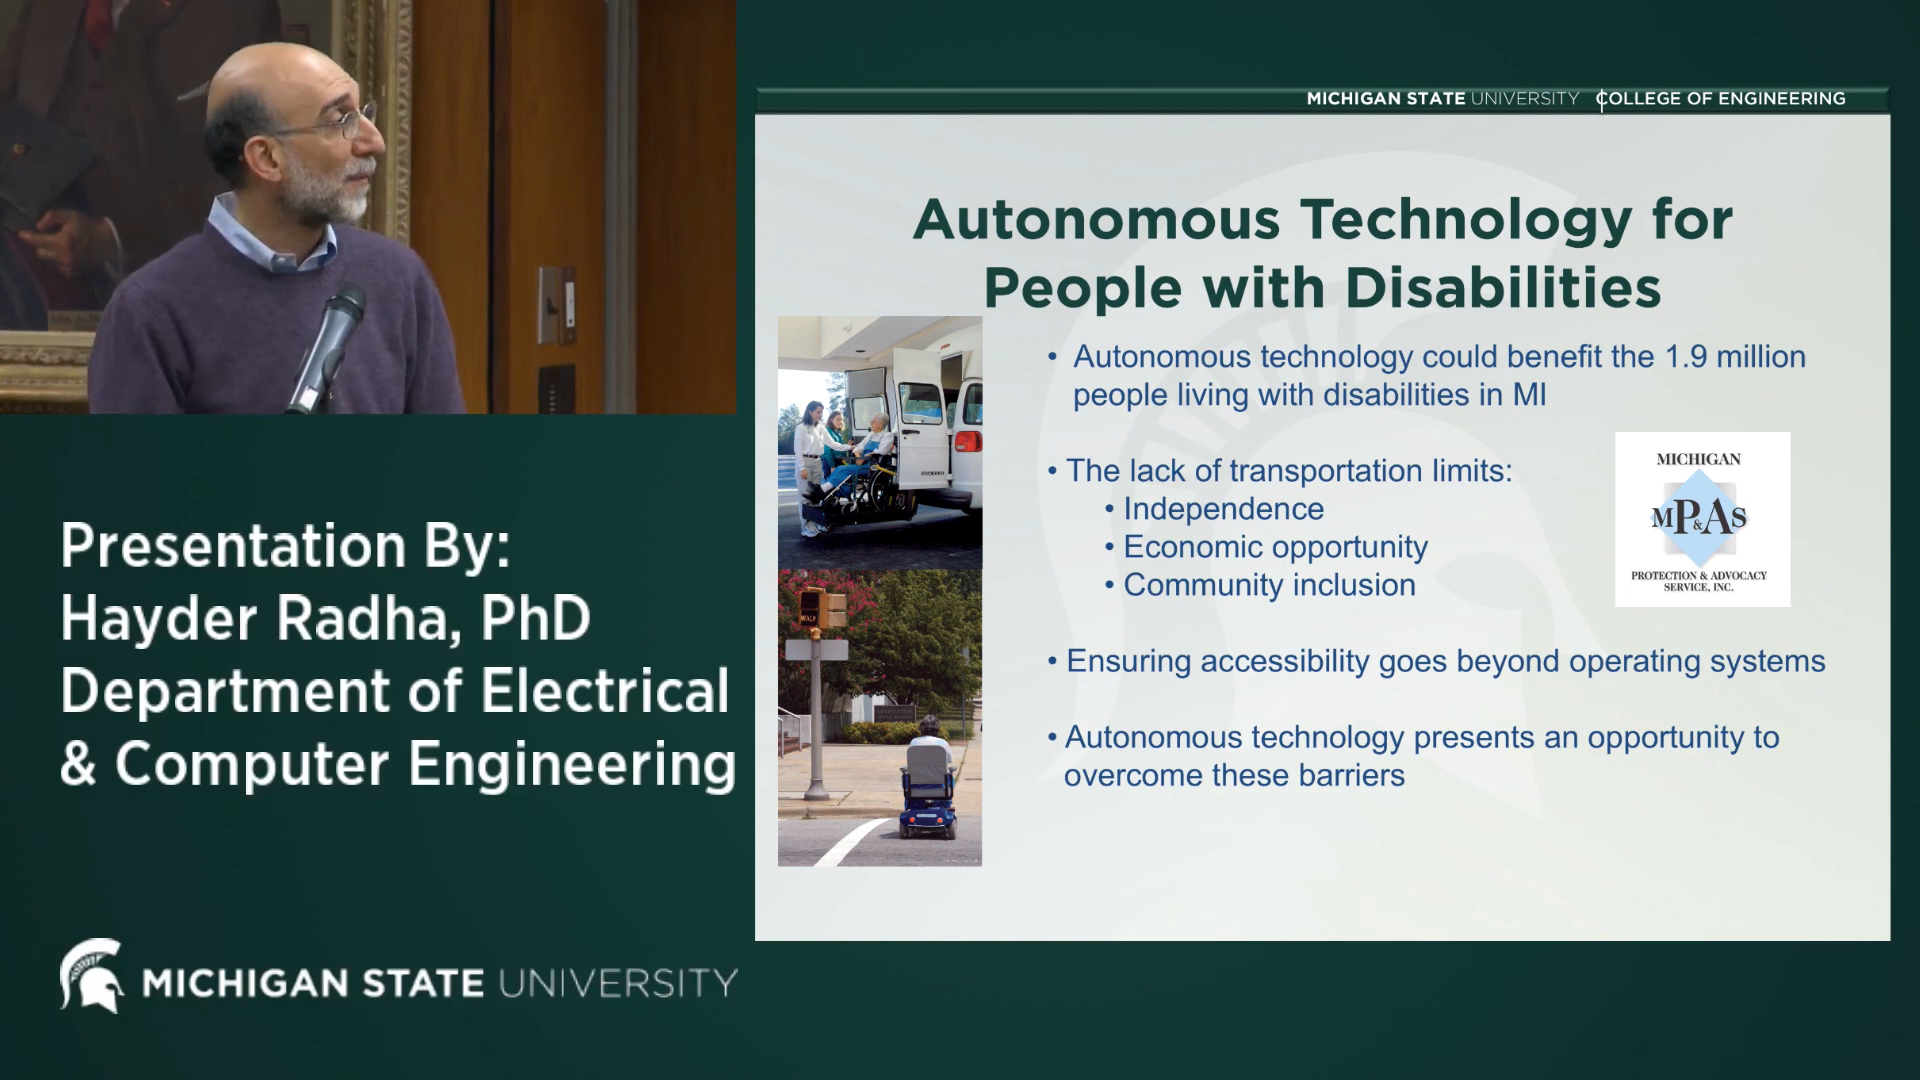 MICHIGAN STATE UNIVERSITY COLLEGE OF ENGINEERING
Autonomous Technology for
People with Disabilities
• Autonomous technology could benefit the 1.9 million
people living with disabilities in MI
• The lack of transportation limits:
• Independence
• Economic opportunity
• Community inclusion
MICHIGAN
MP&AS
PROTECTION & ADVOCACY
SERVICE, INC.
• Ensuring accessibility goes beyond operating systems
• Autonomous technology presents an opportunity to
overcome these barriers
WALK
Presentation By:
Hayder Radha, PhD
Department of Electrical
& Computer Engineering
MICHIGAN STATE UNIVERSITY